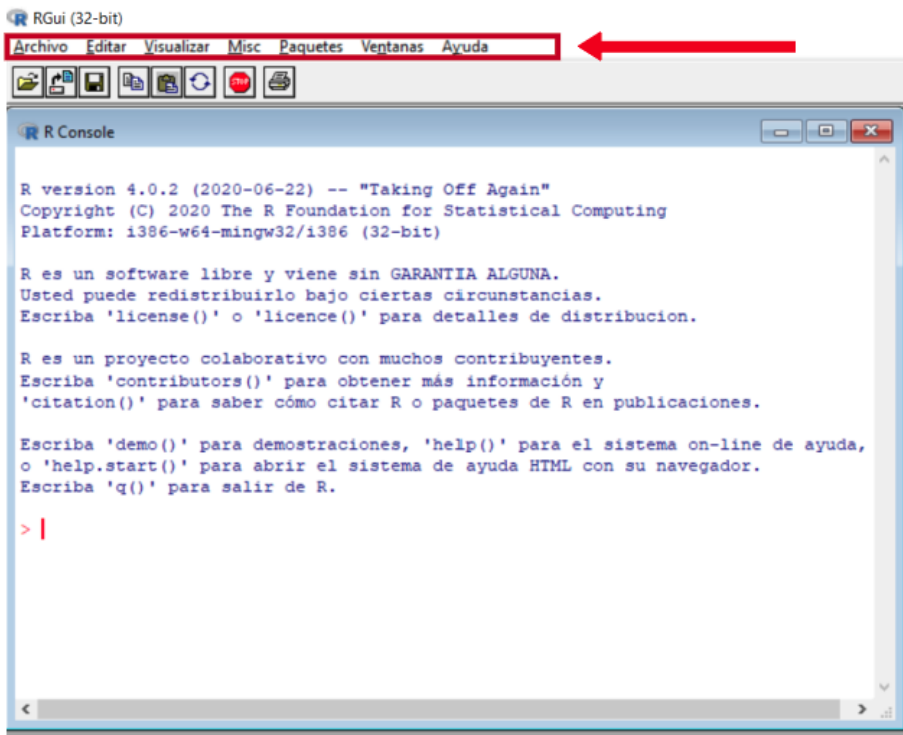 RGui (32-bit)
Archivo Editar Visualizar Misc Paquetes Ventanas Ayuda
STOP
R Console
R version 4.0.2 (2020-06-22) -- "Taking Off Again"
Copyright (C) 2020 The R Foundation for Statistical Computing
Platform: i386-w64-mingw32/i386 (32-bit)
R es un software libre y viene sin GARANTIA ALGUNA.
Usted puede redistribuirlo bajo ciertas circunstancias.
Escriba 'license()' o 'licence()' para detalles de distribucion.
R es un proyecto colaborativo con muchos contribuyentes.
Escriba 'contributors()' para obtener más información y
'citation()' para saber cómo citar R o paquetes de R en publicaciones.
Escriba 'demo()' para demostraciones, 'help()' para el sistema on-line de ayuda,
o 'help.start()' para abrir el sistema de ayuda HTML con su navegador.
Escriba 'q()' para salir de R.
>